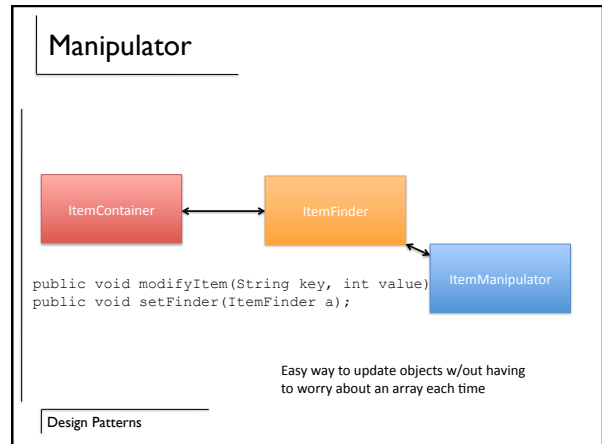 Manipulator
ItemContainer
ItemFinder
ItemManipulator
public void modifyItem(String key, int value)
public void setFinder(ItemFinder a);
Easy way to update objects w/out having
to worry about an array each time
Design Patterns